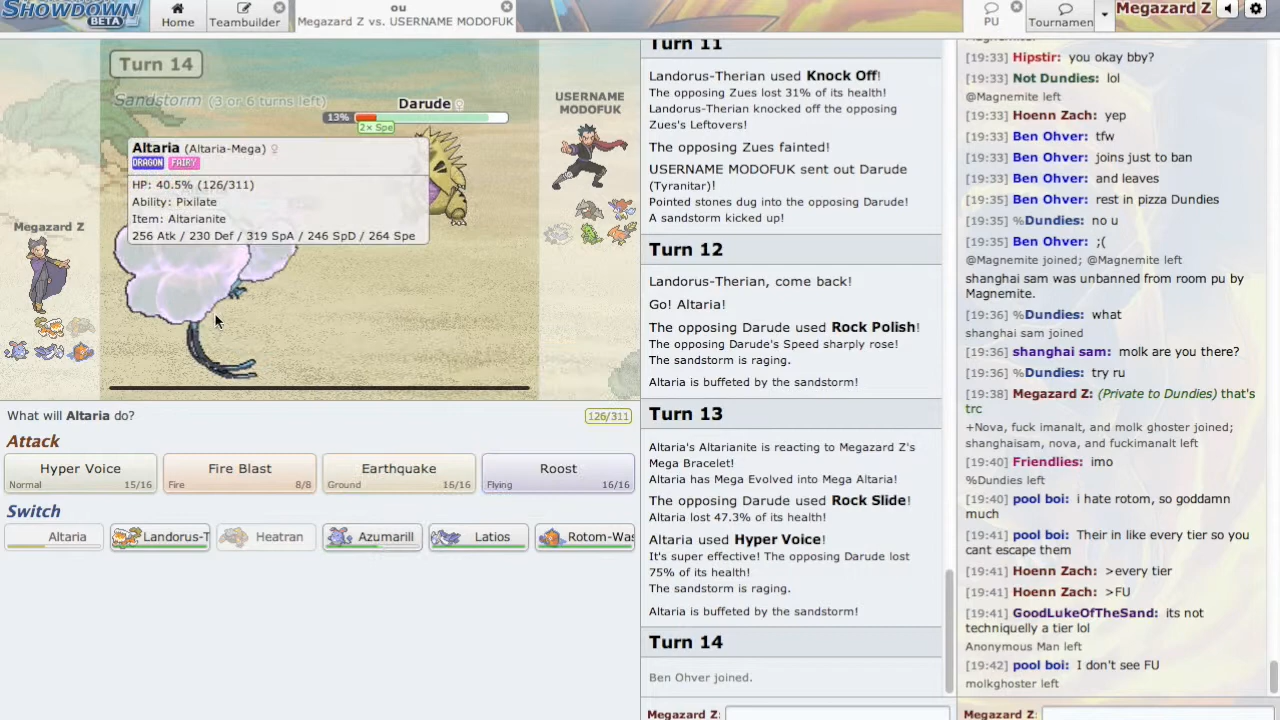 SHOWDOWN
BETA
Home
Teambuilder
ou
Megazard Z vs. USERNAME MODOFUK
PU
Tournamen
Megazard Z
Turn 14
Sandstorm (3 or 6 turns left)
Darude ♀
13%
2× Spe
Altaria (Altaria-Mega) ♀
DRAGON FAIRY
HP: 40.5% (126/311)
Ability: Pixilate
Item: Altarianite
256 Atk / 230 Def / 319 SpA / 246 SpD / 264 Spe
Megazard Z
USERNAME
MODOFUK
What will Altaria do?
126/311
Attack
Hyper Voice
Normal 15/16
Fire Blast
Fire 8/8
Earthquake
Ground 16/16
Roost
Flying 16/16
Switch
Altaria
Landorus-T
Heatran
Azumarill
Latios
Rotom-Was
Turn 11
Landorus-Therian used Knock Off!
The opposing Zues lost 31% of its health!
Landorus-Therian knocked off the opposing
Zues's Leftovers!
The opposing Zues fainted!
USERNAME MODOFUK sent out Darude
(Tyranitar)!
Pointed stones dug into the opposing Darude!
A sandstorm kicked up!
Turn 12
Landorus-Therian, come back!
Go! Altaria!
The opposing Darude used Rock Polish!
The opposing Darude's Speed sharply rose!
The sandstorm is raging.
Altaria is buffeted by the sandstorm!
Turn 13
Altaria's Altarianite is reacting to Megazard Z's
Mega Bracelet!
Altaria has Mega Evolved into Mega Altaria!
The opposing Darude used Rock Slide!
Altaria lost 47.3% of its health!
Altaria used Hyper Voice!
It's super effective! The opposing Darude lost
75% of its health!
The sandstorm is raging.
Altaria is buffeted by the sandstorm!
Turn 14
Ben Ohver joined.
Megazard Z:
[19:33] Hipstir: you okay bby?
[19:33] Not Dundies: lol
@Magnemite left
[19:33] Hoenn Zach: yep
[19:33] Ben Ohver: tfw
[19:33] Ben Ohver: joins just to ban
[19:33] Ben Ohver: and leaves
[19:35] Ben Ohver: rest in pizza Dundies
[19:35] %Dundies: no u
[19:35] Ben Ohver: ;(
@Magnemite joined; @Magnemite left
shanghai sam was unbanned from room pu by
Magnemite.
[19:36] %Dundies: what
shanghai sam joined
[19:36] shanghai sam: molk are you there?
[19:36] %Dundies: try ru
[19:38] Megazard Z: (Private to Dundies) that's
trc
+Nova, fuck imanalt, and molk ghoster joined;
shanghaisam, nova, and fuckimanalt left
[19:40] Friendlies: imo
%Dundies left
[19:40] pool boi: i hate rotom, so goddamn
much
[19:41] pool boi: Their in like every tier so you
cant escape them
[19:41] Hoenn Zach: >every tier
[19:41] Hoenn Zach: >FU
[19:41] GoodLukeOfTheSand: its not
techniquelly a tier lol
Anonymous Man left
[19:42] pool boi: I don't see FU
molkghoster left
Megazard Z: